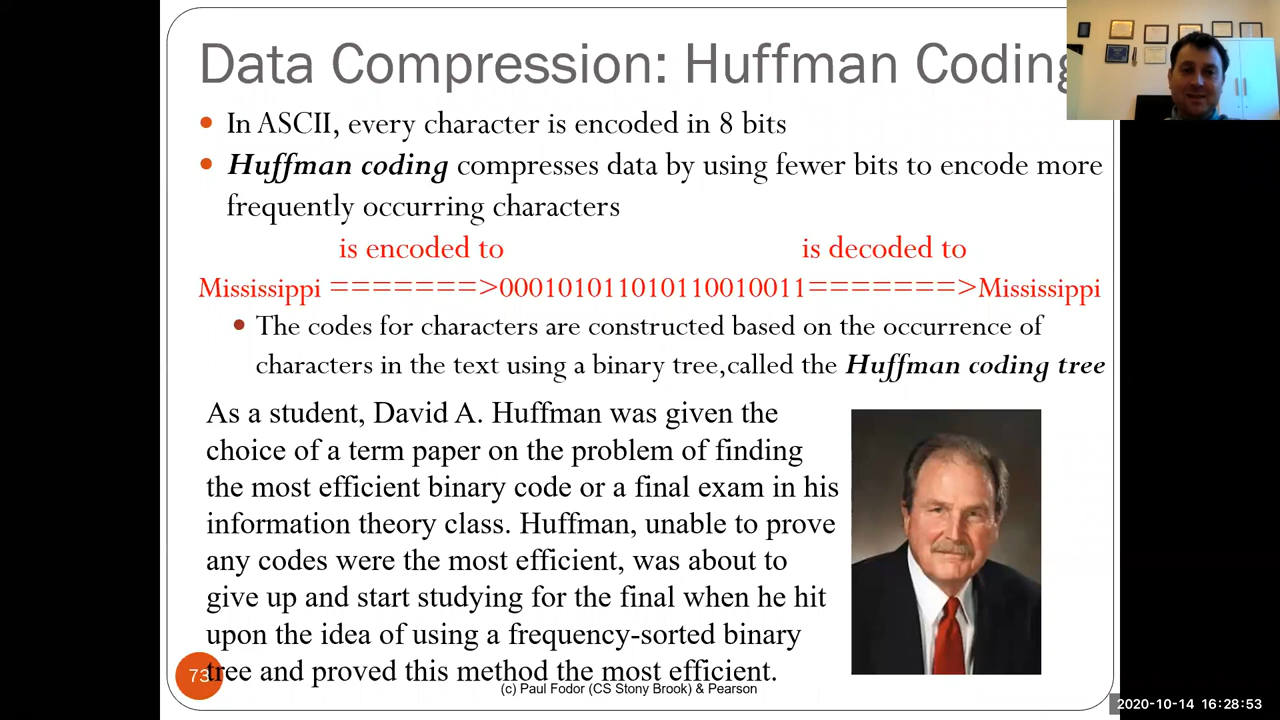 Data Compression: Huffman Coding
In ASCII, every character is encoded in 8 bits
Huffman coding compresses data by using fewer bits to encode more
frequently occurring characters
is encoded to is decoded to
Mississippi =======>000101011010110010011=======>Mississippi
The codes for characters are constructed based on the occurrence of
characters in the text using a binary tree,called the Huffman coding tree
As a student, David A. Huffman was given the
choice of a term paper on the problem of finding
the most efficient binary code or a final exam in his
information theory class. Huffman, unable to prove
any codes were the most efficient, was about to
give up and start studying for the final when he hit
upon the idea of using a frequency-sorted binary
tree and proved this method the most efficient.
73
(c) Paul Fodor (CS Stony Brook) & Pearson
2020-10-14 16:28:53